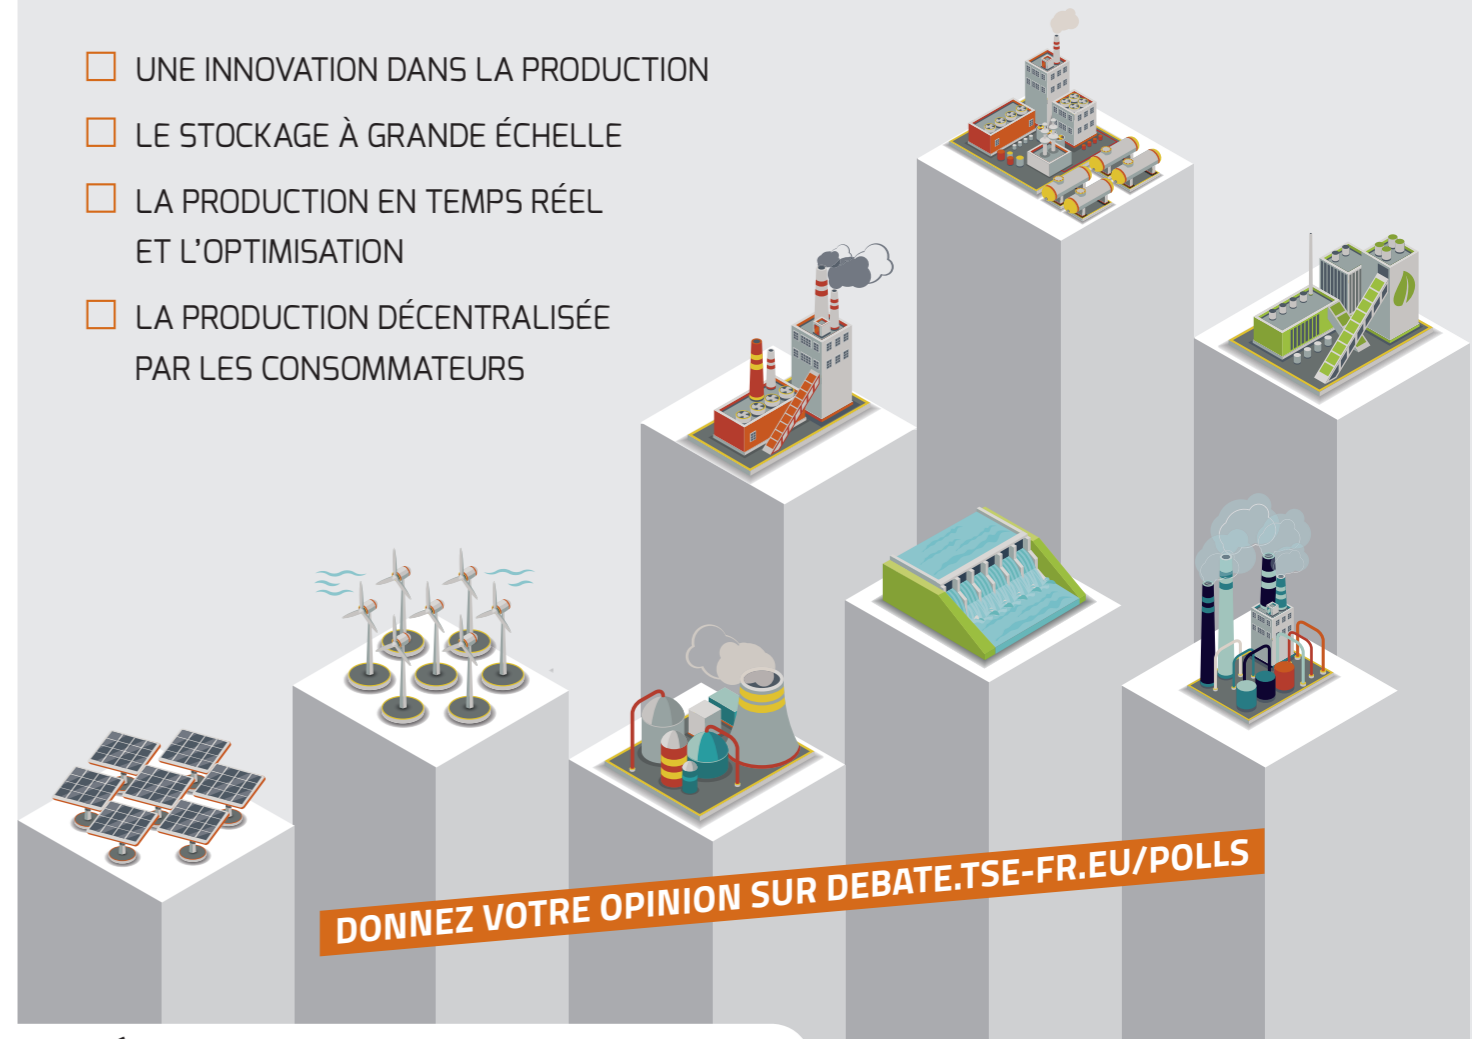 UNE INNOVATION DANS LA PRODUCTION
LE STOCKAGE À GRANDE ÉCHELLE
LA PRODUCTION EN TEMPS RÉEL
ET L'OPTIMISATION
LA PRODUCTION DÉCENTRALISÉE
PAR LES CONSOMMATEURS
DONNEZ VOTRE OPINION SUR DEBATE.TSE-FR.EU/POLLS